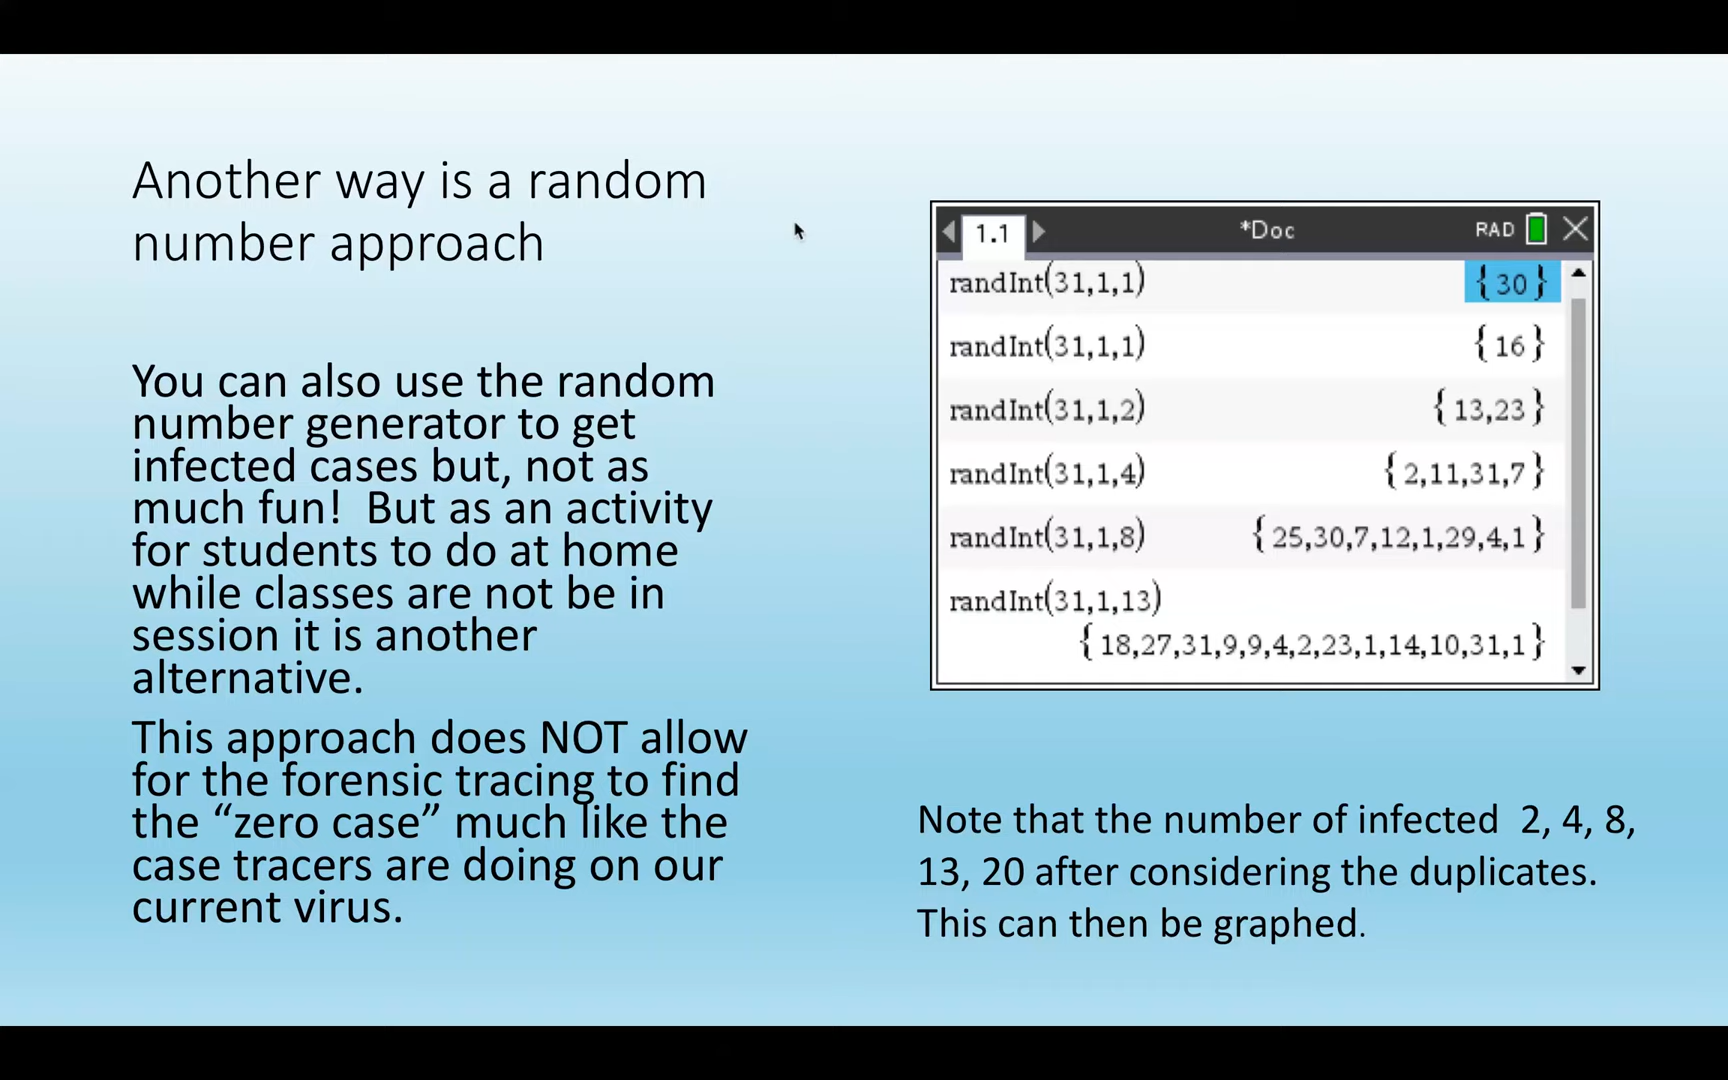 Another way is a random
number approach
You can also use the random
number generator to get
infected cases but, not as
much fun!  But as an activity
for students to do at home
while classes are not be in
session it is another
alternative.
This approach does NOT allow
for the forensic tracing to find
the “zero case” much like the
case tracers are doing on our
current virus.
1.1 *Doc RAD
randInt(31,1,1) {30}
randInt(31,1,1) {16}
randInt(31,1,2) {13,23}
randInt(31,1,4) {2,11,31,7}
randInt(31,1,8) {25,30,7,12,1,29,4,1}
randInt(31,1,13)
{18,27,31,9,9,4,2,23,1,14,10,31,1}
Note that the number of infected  2, 4, 8,
13, 20 after considering the duplicates.
This can then be graphed.